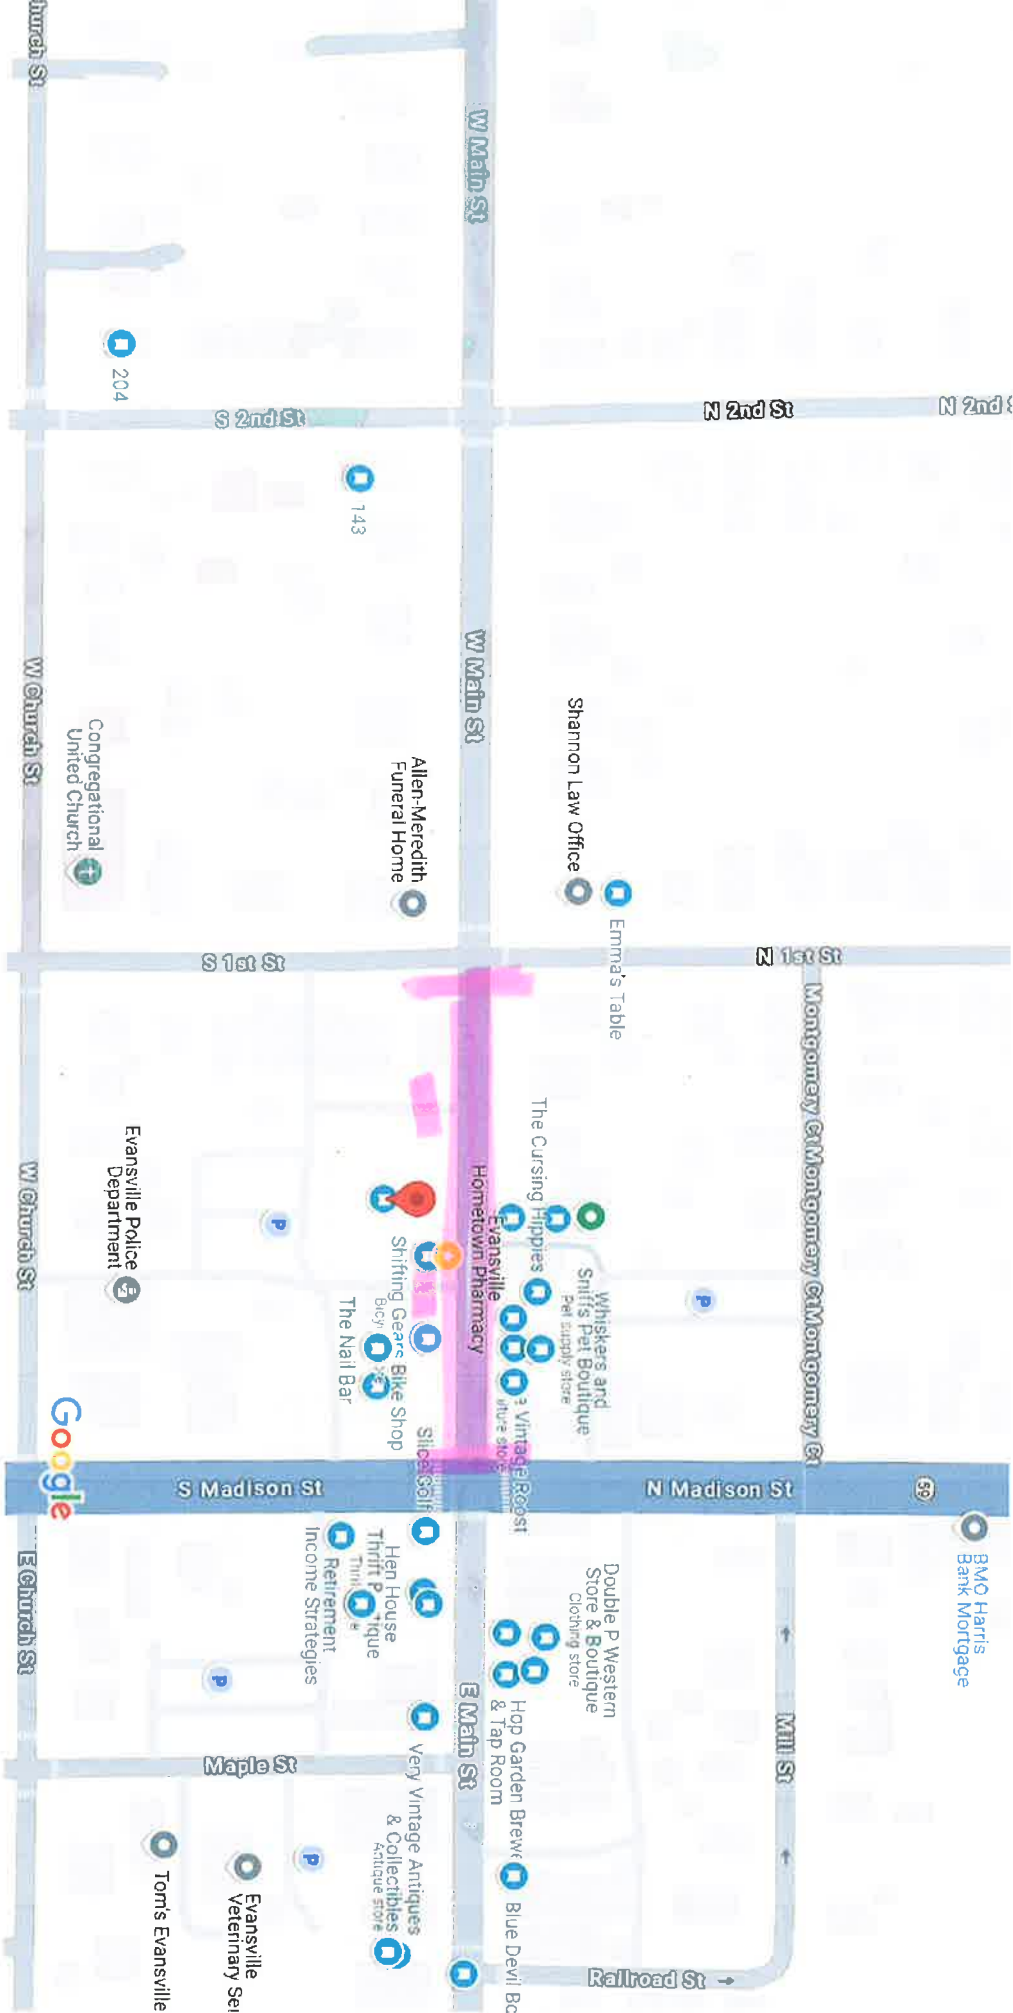 hurch St
W Main St
204
S 2nd St
N 2nd St
N 2nd S
143
W Church St
W Main St
Congregational
United Church
Allen-Meredith
Funeral Home
Shannon Law Office
Emma's Table
S 1st St
N 1st St
Montgomery Ct
Montgomery Ct
Montgomery Ct
Evansville Police
Department
W Church St
P
Shifting Gears Bike Shop
The Nail Bar
Hometown Pharmacy
Evansville
The Cursing Hippies
Whiskers and
Sniffs Pet Boutique
Pet supply store
P
Vintage Roost
Google
S Madison St
N Madison St
59
BMO Harris
Bank Mortgage
E Church St
Retirement
Income Strategies
Hen House
Double P Western
Store & Boutique
Clothing store
P
Maple St
E Main St
Hop Garden Brewe
& Tap Room
Mill St
Very Vintage Antiques
& Collectibles
Antique store
P
Tom's Evansville
Evansville
Veterinary Ser
Blue Devil Bo
Railroad St